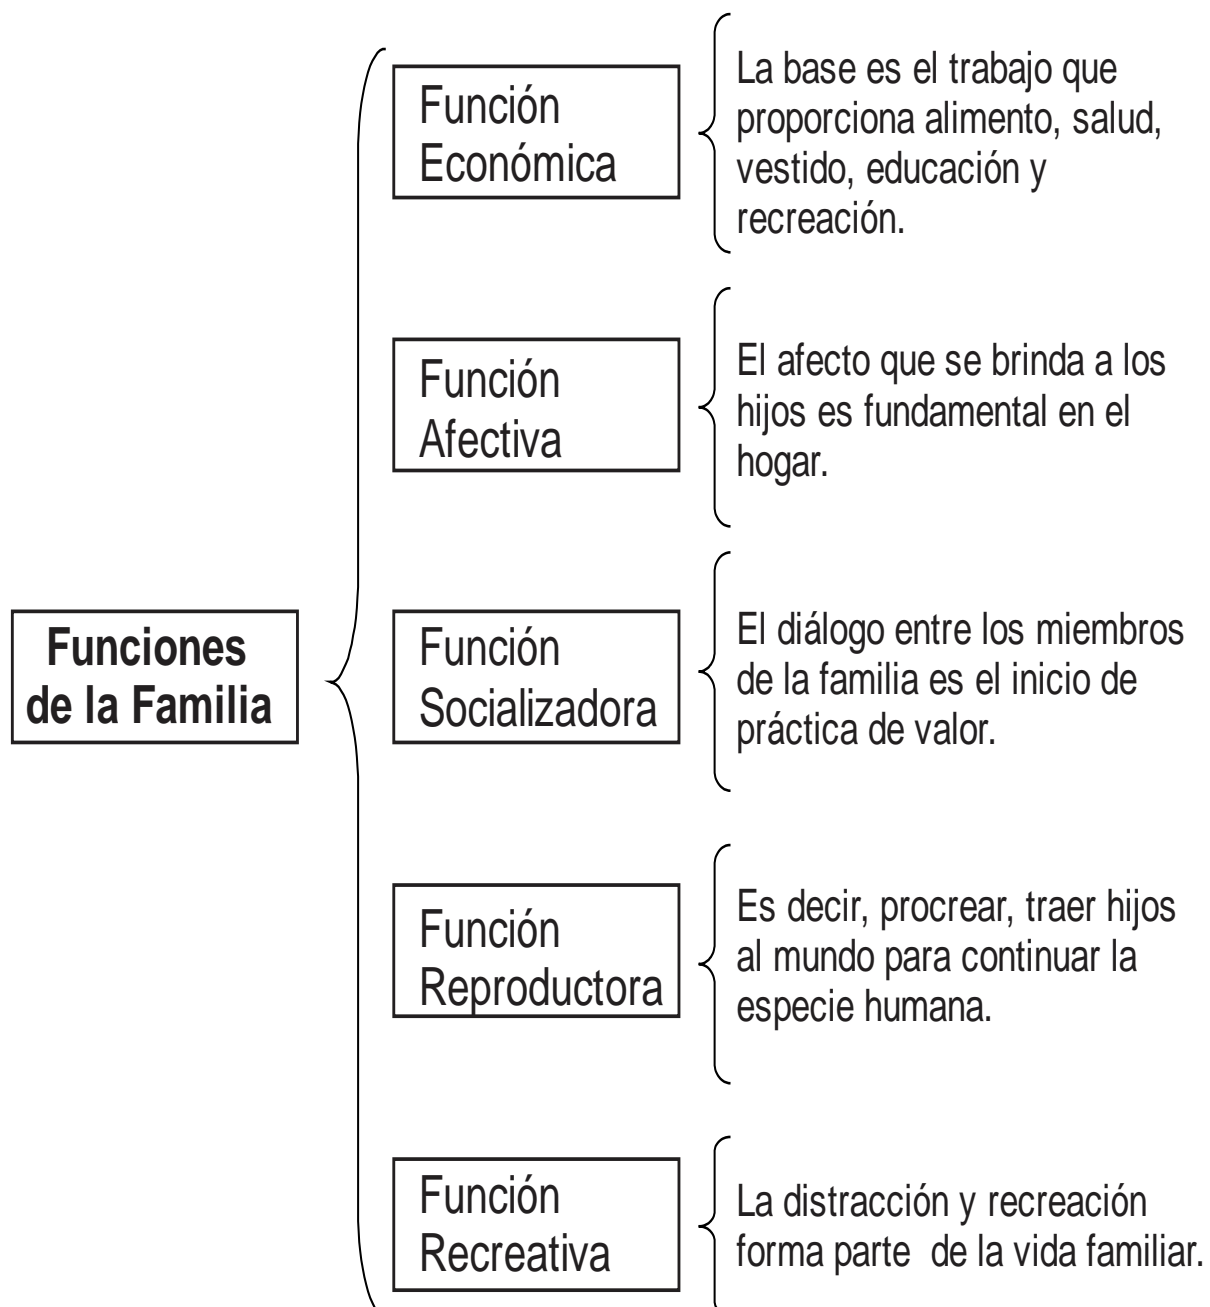 Funciones
de la Familia
Función
Económica
La base es el trabajo que
proporciona alimento, salud,
vestido, educación y
recreación.
Función
Afectiva
El afecto que se brinda a los
hijos es fundamental en el
hogar.
Función
Socializadora
El diálogo entre los miembros
de la familia es el inicio de
práctica de valor.
Función
Reproductora
Es decir, procrear, traer hijos
al mundo para continuar la
especie humana.
Función
Recreativa
La distracción y recreación
forma parte  de la vida familiar.